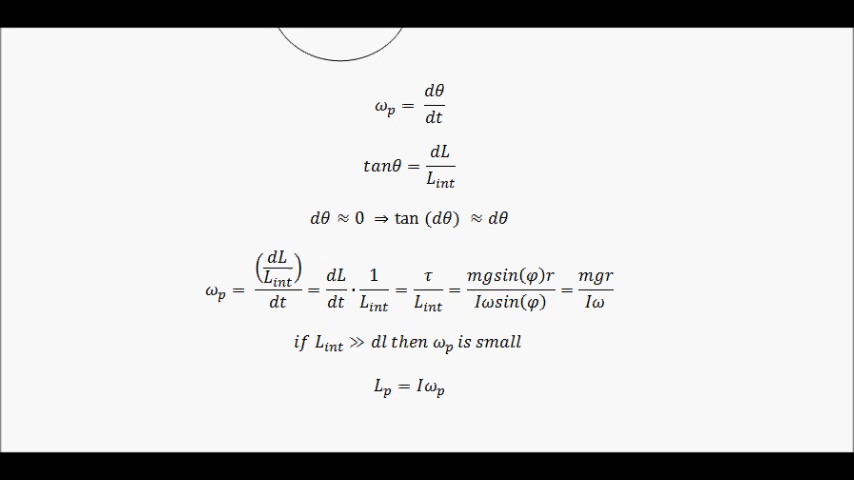 ω_p = dθ/dt
tanθ = dL/L_int
dθ ≈ 0 ⇒ tan (dθ) ≈ dθ
ω_p = (dL/L_int)/dt = dL/dt · 1/L_int = τ/L_int = mgsin(φ)r/Iωsin(φ) = mgr/Iω
if L_int ≫ dl then ω_p is small
L_p = Iω_p